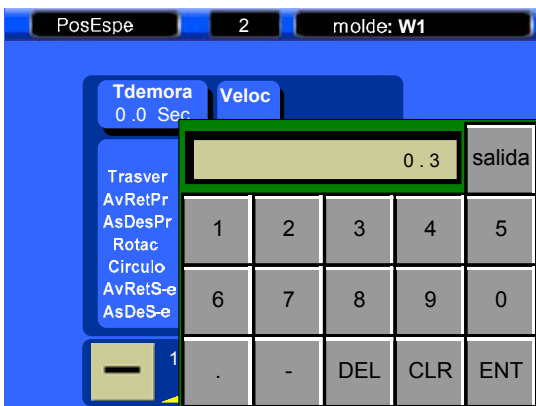 PosEspe 2 molde: W1
Tdemora Veloc
0 .0 Sec
0 . 3 salida
Trasver
AvRetPr
AsDesPr
Rotac
Circulo
AvRetS-e
AsDeS-e
1 2 3 4 5
6 7 8 9 0
. - DEL CLR ENT
1